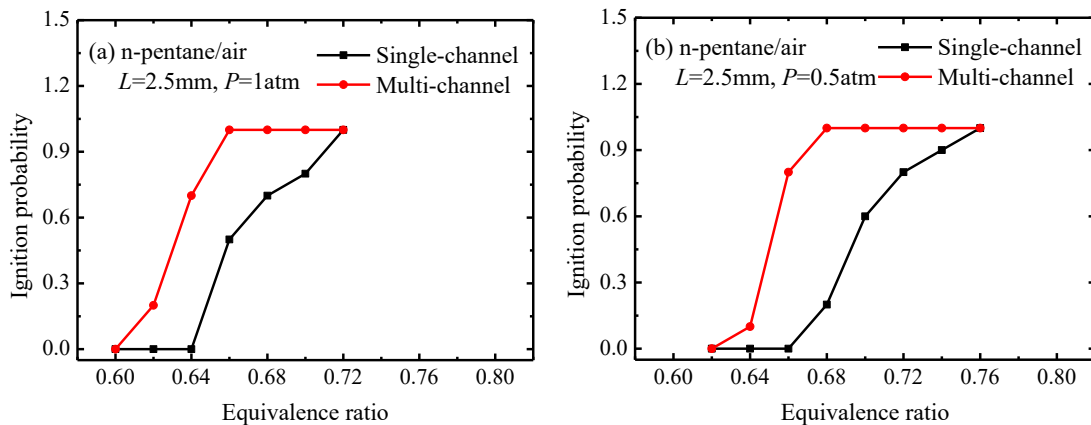 (a) n-pentane/air
L=2.5mm, P=1atm
Single-channel
Multi-channel
Ignition probability
1.5
1.2
0.9
0.6
0.3
0.0
0.60 0.64 0.68 0.72 0.76 0.80
Equivalence ratio
(b) n-pentane/air
L=2.5mm, P=0.5atm
Single-channel
Multi-channel
Ignition probability
1.5
1.2
0.9
0.6
0.3
0.0
0.60 0.64 0.68 0.72 0.76 0.80
Equivalence ratio